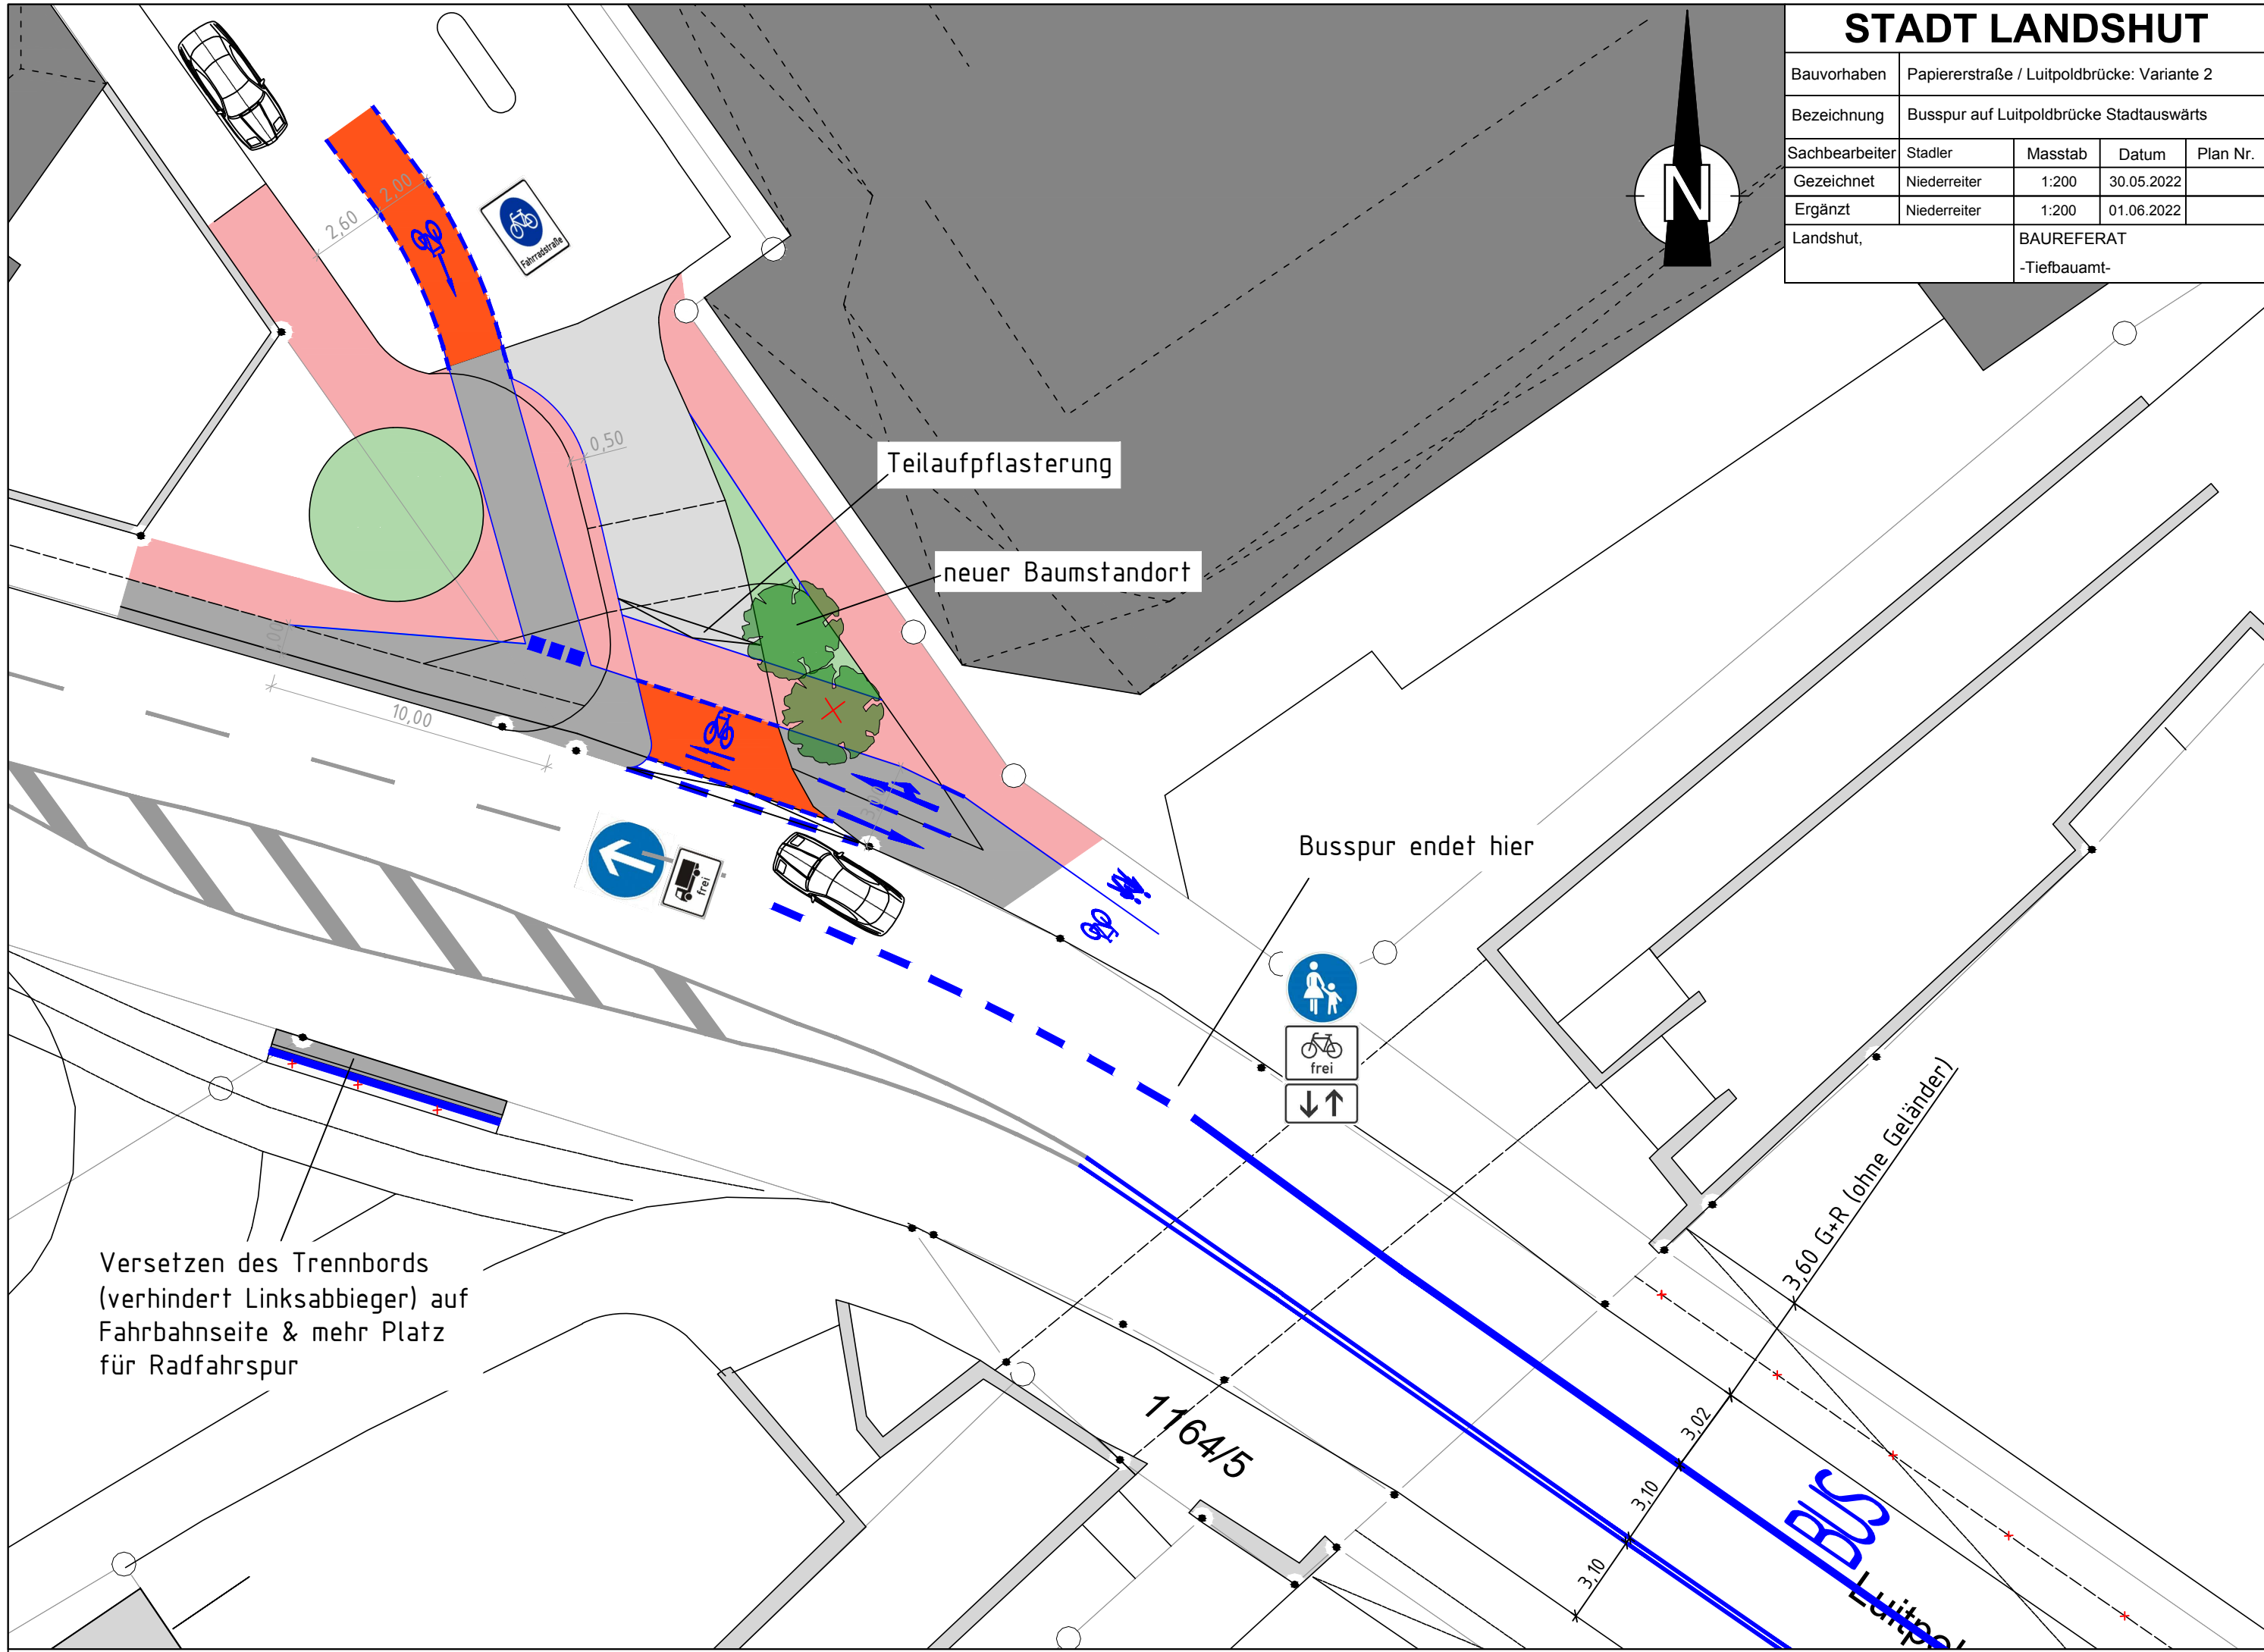 STADT LANDSHUT
Bauvorhaben Papiererstraße / Luitpoldbrücke: Variante 2
Bezeichnung Busspur auf Luitpoldbrücke Stadtauswärts
Sachbearbeiter Stadler Masstab Datum Plan Nr.
Gezeichnet Niederreiter 1:200 30.05.2022
Ergänzt Niederreiter 1:200 01.06.2022
Landshut, BAUREFERAT
-Tiefbauamt-
N
2,00
2,60
Fahrradstraße
0,50
Teilaufpflasterung
neuer Baumstandort
10,00
frei
Busspur endet hier
frei
3,60 G+R (ohne Geländer)
3,02
3,10
3,10
BUS
1164/5
Versetzen des Trennbords
(verhindert Linksabbieger) auf
Fahrbahnseite & mehr Platz
für Radfahrspur